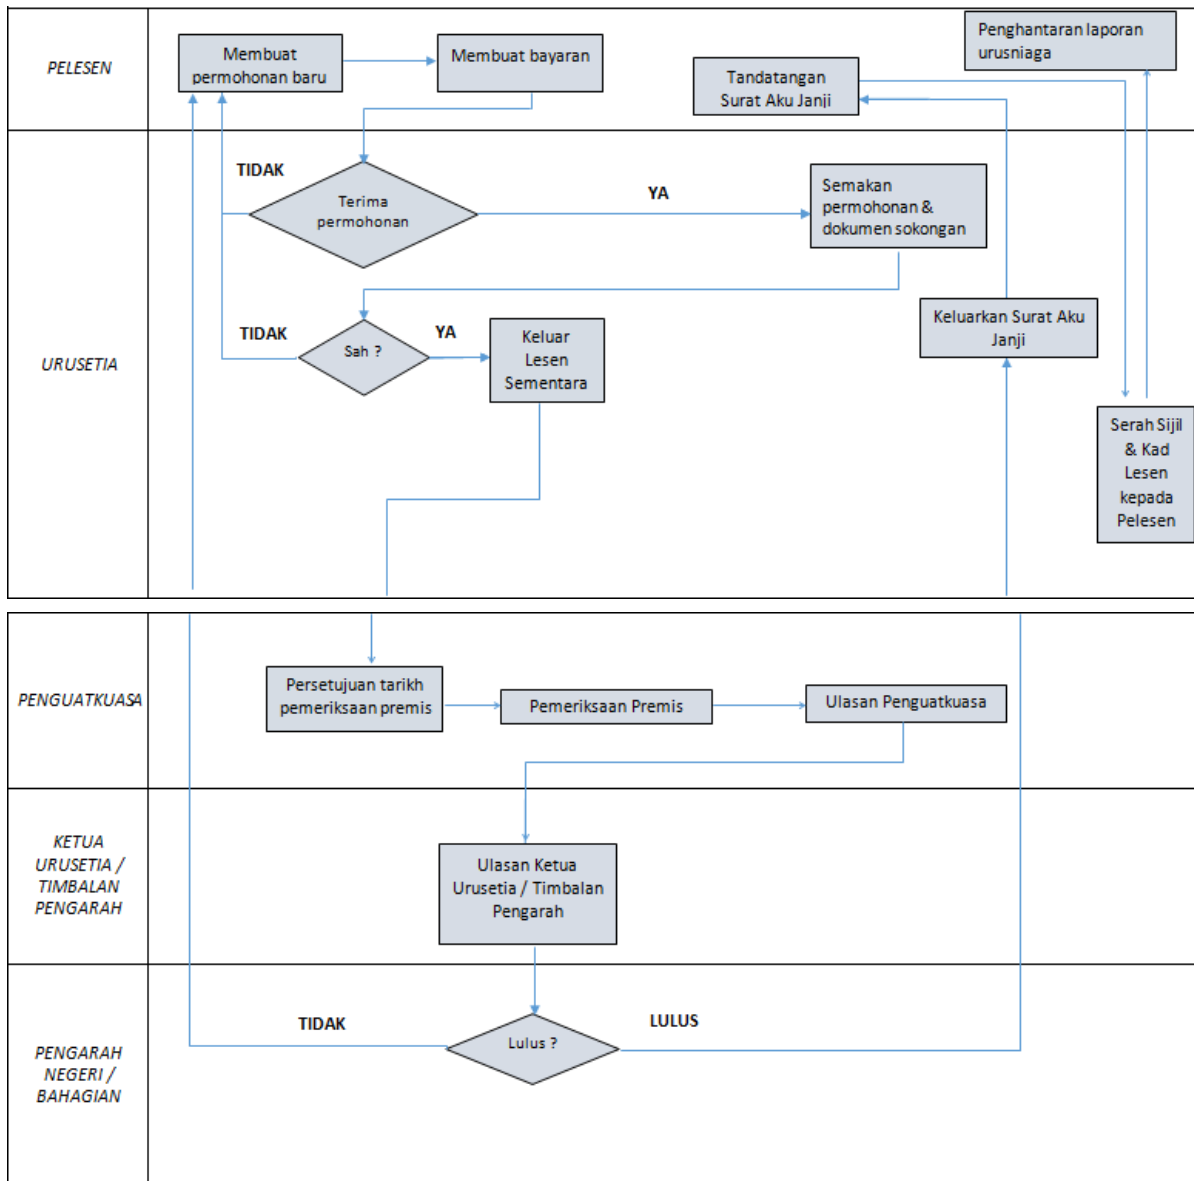 PELESEN
Membuat
permohonan baru
Membuat bayaran
Tandatangan
Surat Aku Janji
Penghantaran laporan
urusniaga
URUSETIA
TIDAK
Terima
permohonan
YA
Semakan
permohonan &
dokumen sokongan
TIDAK
Sah ?
YA
Keluar
Lesen
Sementara
Keluarkan Surat Aku
Janji
Serah Sijil
& Kad
Lesen
kepada
Pelesen
PENGUATKUASA
Persetujuan tarikh
pemeriksaan premis
Pemeriksaan Premis
Ulasan Penguatkuasa
KETUA
URUSETIA /
TIMBALAN
PENGARAH
Ulasan Ketua
Urusetia / Timbalan
Pengarah
PENGARAH
NEGERI /
BAHAGIAN
TIDAK
Lulus ?
LULUS